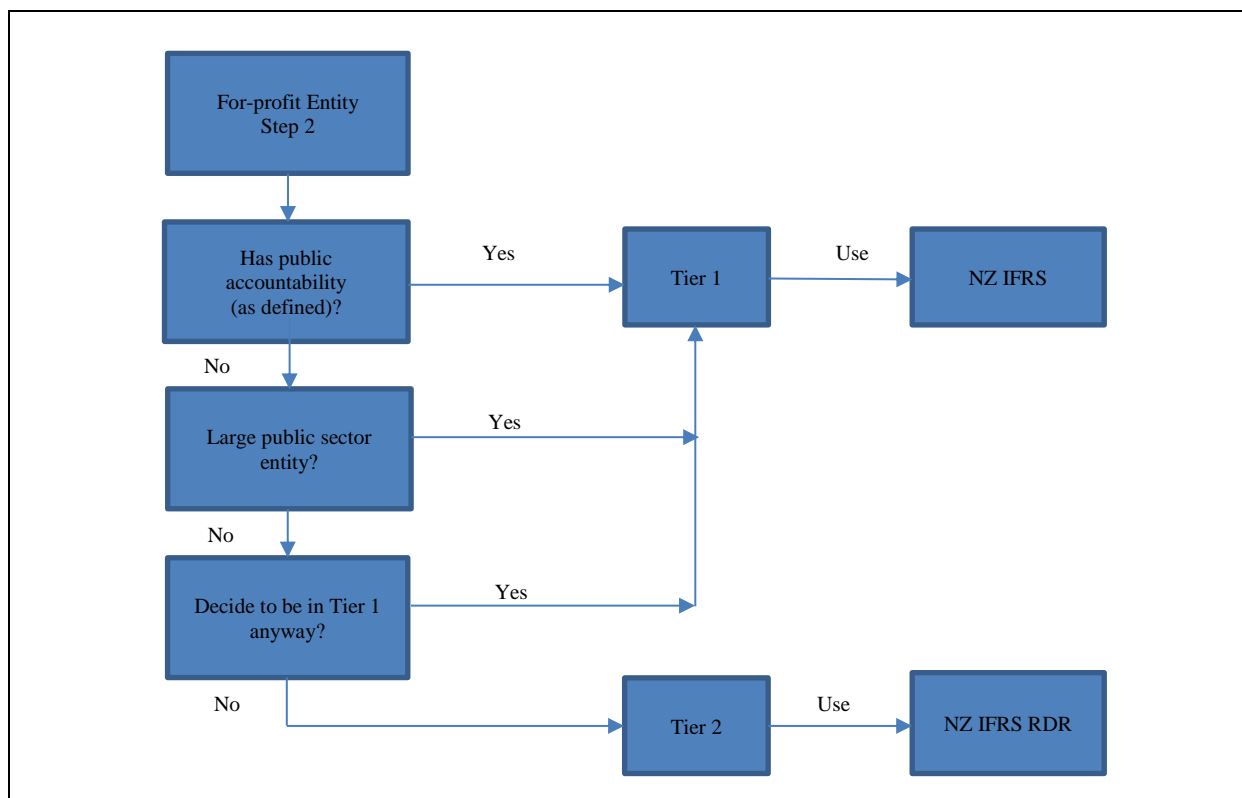 For-profit Entity
Step 2
Has public
accountability
(as defined)?
Yes
Tier 1
Use
NZ IFRS
No
Large public sector
entity?
Yes
No
Decide to be in Tier 1
anyway?
Yes
No
Tier 2
Use
NZ IFRS RDR